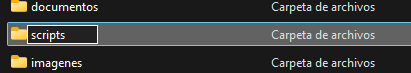 documentos Carpeta de archivos
scripts Carpeta de archivos
imagenes Carpeta de archivos